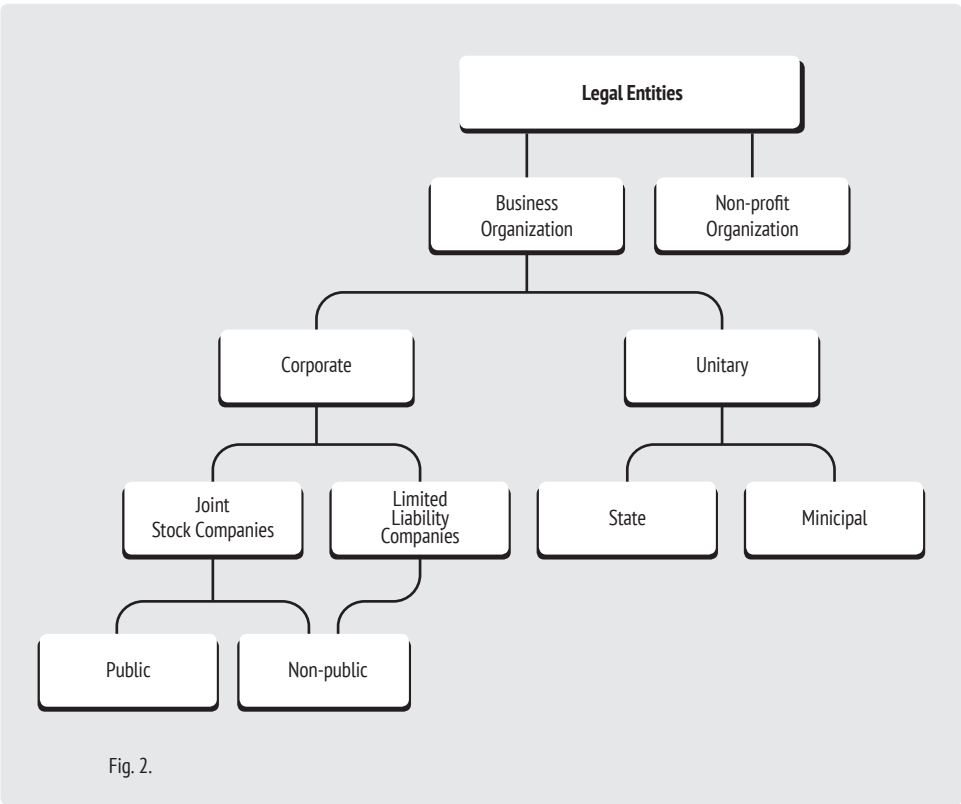 Legal Entities
Business
Organization
Non-profit
Organization
Corporate
Unitary
Joint
Stock Companies
Limited
Liability
Companies
State
Minicipal
Public
Non-public
Fig. 2.